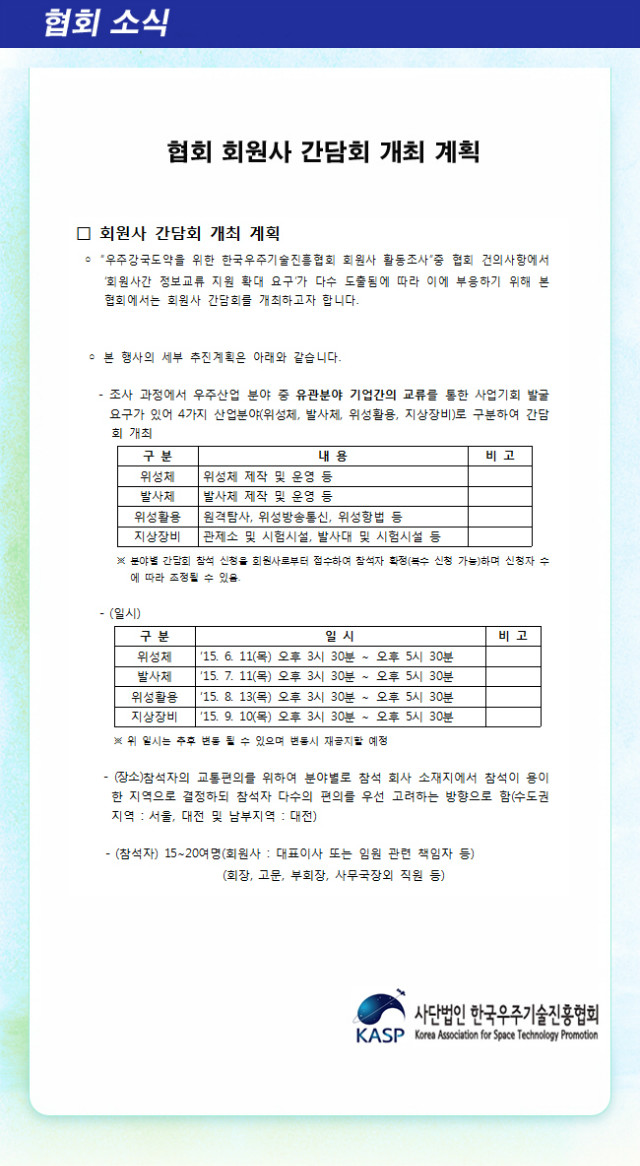 협회 소식
협회 회원사 간담회 개최 계획
□ 회원사 간담회 개최 계획
○ "우주강국도약을 위한 한국우주기술진흥협회 회원사 활동조사"중 협회 건의사항에서
'회원사간 정보교류 지원 확대 요구'가 다수 도출됨에 따라 이에 부응하기 위해 본
협회에서는 회원사 간담회를 개최하고자 합니다.
○ 본 행사의 세부 추진계획은 아래와 같습니다.
- 조사 과정에서 우주산업 분야 중 유관분야 기업간의 교류를 통한 사업기회 발굴
요구가 있어 4가지 산업분야(위성체, 발사체, 위성활용, 지상장비)로 구분하여 간담
회 개최
구 분 내 용 비 고
위성체 위성체 제작 및 운영 등
발사체 발사체 제작 및 운영 등
위성활용 원격탐사, 위성방송통신, 위성항법 등
지상장비 관제소 및 시험시설, 발사대 및 시험시설 등
※ 분야별 간담회 참석 신청을 회원사로부터 접수하여 참석자 확정(복수 신청 가능)하며 신청자 수
에 따라 조정될 수 있음.
- (일시)
구 분 일 시 비 고
위성체 '15. 6. 11(목) 오후 3시 30분 ~ 오후 5시 30분
발사체 '15. 7. 11(목) 오후 3시 30분 ~ 오후 5시 30분
위성활용 '15. 8. 13(목) 오후 3시 30분 ~ 오후 5시 30분
지상장비 '15. 9. 10(목) 오후 3시 30분 ~ 오후 5시 30분
※ 위 일시는 추후 변동 될 수 있으며 변동시 재공지할 예정
- (장소)참석자의 교통편의를 위하여 분야별로 참석 회사 소재지에서 참석이 용이
한 지역으로 결정하되 참석자 다수의 편의를 우선 고려하는 방향으로 함(수도권
지역 : 서울, 대전 및 남부지역 : 대전)
- (참석자) 15~20여명(회원사 : 대표이사 또는 임원 관련 책임자 등)
(회장, 고문, 부회장, 사무국장외 직원 등)
KASP 사단법인 한국우주기술진흥협회
Korea Association for Space Technology Promotion